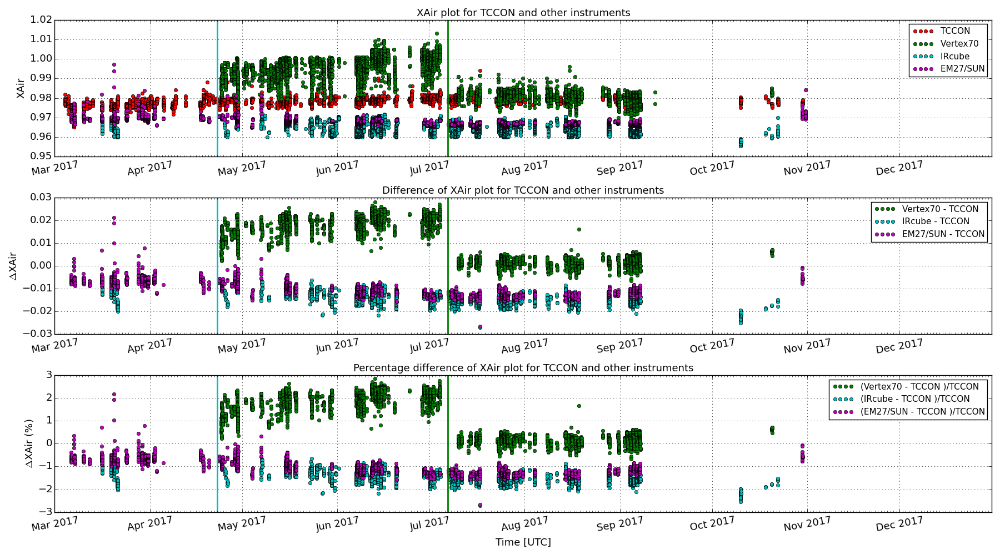 XAir plot for TCCON and other instruments
XAir
1.02
1.01
1.00
0.99
0.98
0.97
0.96
0.95
TCCON
Vertex70
IRcube
EM27/SUN
Mar 2017 Apr 2017 May 2017 Jun 2017 Jul 2017 Aug 2017 Sep 2017 Oct 2017 Nov 2017 Dec 2017
Difference of XAir plot for TCCON and other instruments
△XAir
0.03
0.02
0.01
0.00
−0.01
−0.02
−0.03
Vertex70 - TCCON
IRcube - TCCON
EM27/SUN - TCCON
Mar 2017 Apr 2017 May 2017 Jun 2017 Jul 2017 Aug 2017 Sep 2017 Oct 2017 Nov 2017 Dec 2017
Percentage difference of XAir plot for TCCON and other instruments
△XAir (%)
3
2
1
0
−1
−2
−3
(Vertex70 - TCCON )/TCCON
(IRcube - TCCON )/TCCON
(EM27/SUN - TCCON )/TCCON
Mar 2017 Apr 2017 May 2017 Jun 2017 Jul 2017 Aug 2017 Sep 2017 Oct 2017 Nov 2017 Dec 2017
Time [UTC]